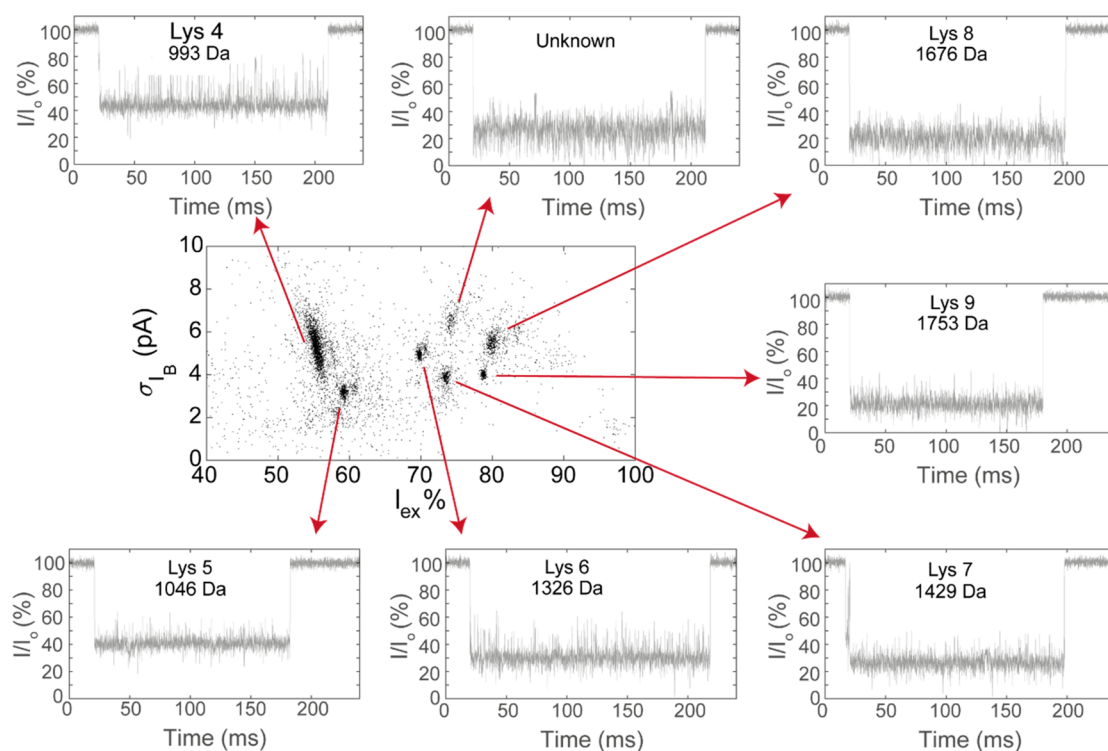 Lys 4
993 Da
I/Iₒ (%)
100
80
60
40
20
0
0 50 100 150 200
Time (ms)
Unknown
I/Iₒ (%)
100
80
60
40
20
0
0 50 100 150 200
Time (ms)
Lys 8
1676 Da
I/Iₒ (%)
100
80
60
40
20
0
0 50 100 150 200
Time (ms)
σ_I_B (pA)
10
8
6
4
2
0
40 50 60 70 80 90 100
I_ex%
Lys 9
1753 Da
I/Iₒ (%)
100
80
60
40
20
0
0 50 100 150 200
Time (ms)
Lys 5
1046 Da
I/Iₒ (%)
100
80
60
40
20
0
0 50 100 150 200
Time (ms)
Lys 6
1326 Da
I/Iₒ (%)
100
80
60
40
20
0
0 50 100 150 200
Time (ms)
Lys 7
1429 Da
I/Iₒ (%)
100
80
60
40
20
0
0 50 100 150 200
Time (ms)